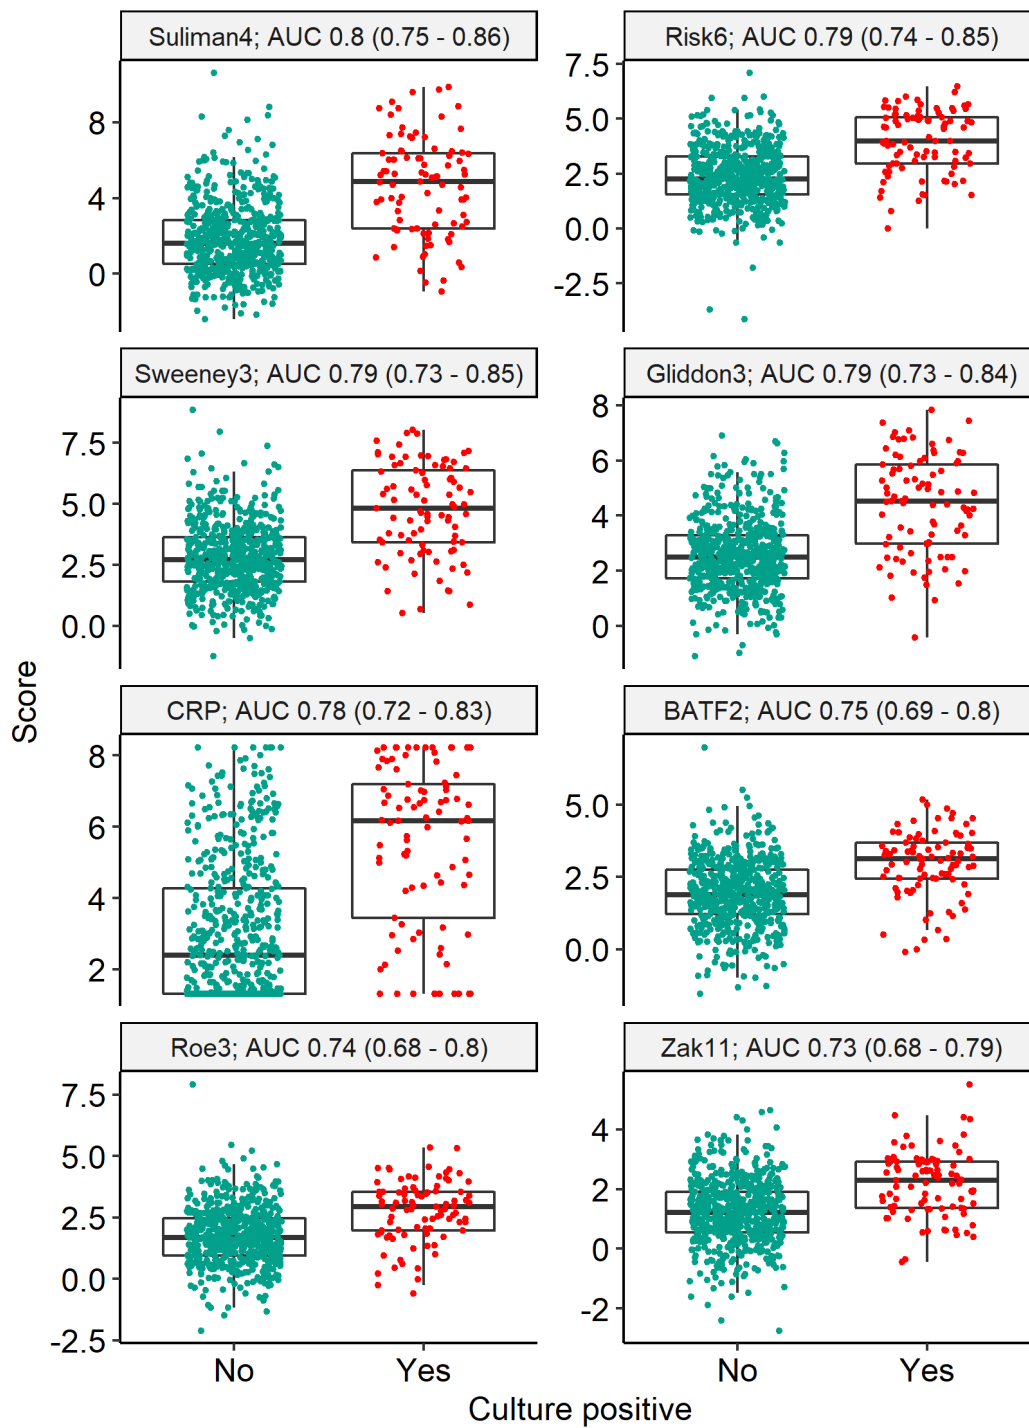 Suliman4; AUC 0.8 (0.75 - 0.86)
Risk6; AUC 0.79 (0.74 - 0.85)
8
4
0
7.5
5.0
2.5
0.0
-2.5
Sweeney3; AUC 0.79 (0.73 - 0.85)
Gliddon3; AUC 0.79 (0.73 - 0.84)
7.5
5.0
2.5
0.0
8
6
4
2
0
Score
CRP; AUC 0.78 (0.72 - 0.83)
BATF2; AUC 0.75 (0.69 - 0.8)
8
6
4
2
5.0
2.5
0.0
Roe3; AUC 0.74 (0.68 - 0.8)
Zak11; AUC 0.73 (0.68 - 0.79)
7.5
5.0
2.5
0.0
-2.5
4
2
0
-2
No
Yes
No
Yes
Culture positive